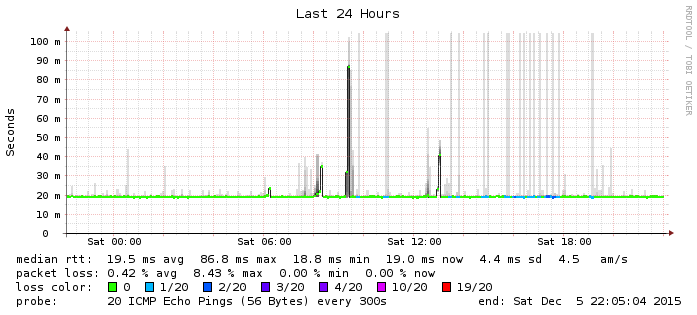 Last 24 Hours
RRDTOOL / TOBI OETIKER
Seconds
100 m
90 m
80 m
70 m
60 m
50 m
40 m
30 m
20 m
10 m
0
Sat 00:00 Sat 06:00 Sat 12:00 Sat 18:00
median rtt: 19.5 ms avg 86.8 ms max 18.8 ms min 19.0 ms now 4.4 ms sd 4.5 am/s
packet loss: 0.42 % avg 8.43 % max 0.00 % min 0.00 % now
loss color: 0 1/20 2/20 3/20 4/20 10/20 19/20
probe: 20 ICMP Echo Pings (56 Bytes) every 300s end: Sat Dec 5 22:05:04 2015